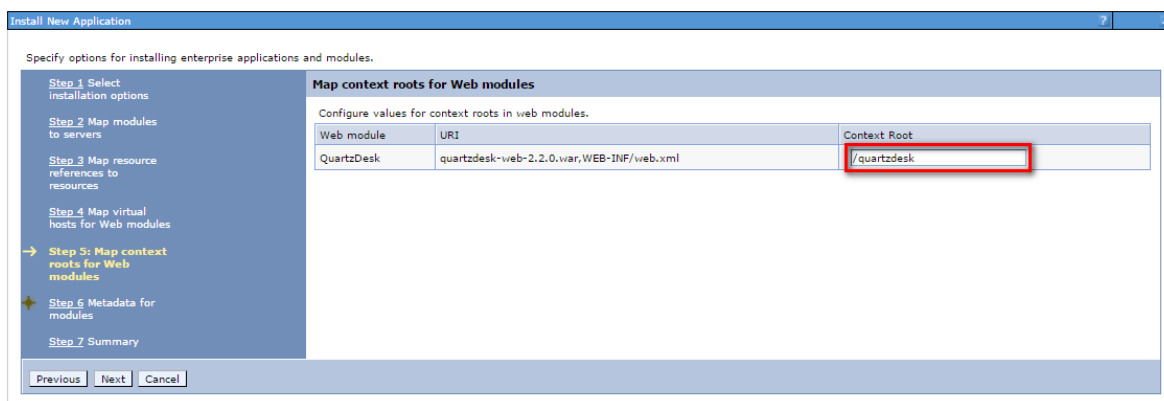 Install New Application
?
Specify options for installing enterprise applications and modules.
Step 1 Select
installation options
Step 2 Map modules
to servers
Step 3 Map resource
references to
resources
Step 4 Map virtual
hosts for Web modules
Step 5: Map context
roots for Web
modules
Step 6 Metadata for
modules
Step 7 Summary
Map context roots for Web modules
Configure values for context roots in web modules.
Web module URI Context Root
QuartzDesk quartzdesk-web-2.2.0.war,WEB-INF/web.xml /quartzdesk
Previous Next Cancel